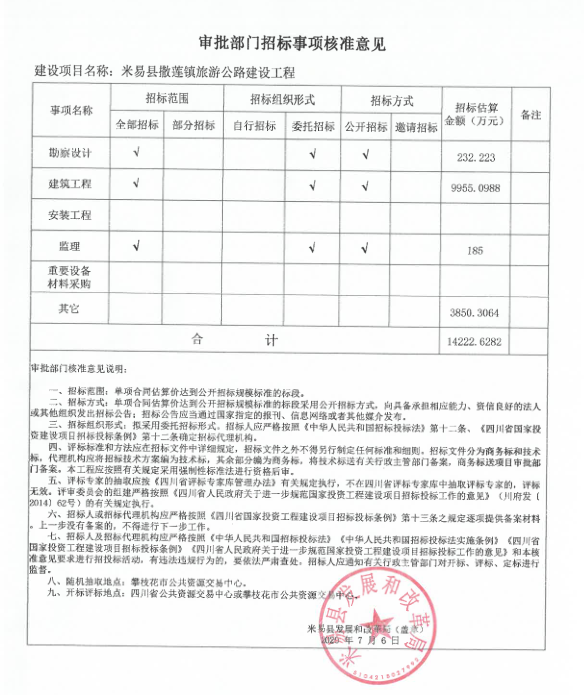 审批部门招标事项核准意见
建设项目名称：米易县撒莲镇旅游公路建设工程
事项名称 招标范围 招标组织形式 招标方式 招标估算金额（万元） 备注
全部招标 部分招标 自行招标 委托招标 公开招标 邀请招标
勘察设计 √ √ √ 232.223
建筑工程 √ √ √ 9955.0988
安装工程
监理 √ √ √ 185
重要设备
材料采购
其它 3850.3064
合 计 14222.6282
审批部门核准意见说明：
一、招标范围：单项合同估算价达到公开招标规模标准的标段。
二、招标方式：单项合同估算价达到公开招标规模标准的标段采用公开招标方式，向具备承担相应能力、资信良好的法人
或其他组织发出招标公告；招标公告应当通过国家指定的报刊、信息网络或者其他媒介发布。
三、招标组织形式：拟采用委托招标形式，招标人应严格按照《中华人民共和国招标投标法》第十二条、《四川省国家投
资建设项目招标投标条例》第十二条确定招标代理机构。
四、评标标准和方法应在招标文件中详细规定，招标文件之外不得另行制定任何标准和细则。招标文件分为商务标和技术
标，代理机构应将技术方案编为技术标，其余部分编为商务标，将技术标送有关行政主管部门备案，商务标送项目审批部
门备案。本工程应按照有关规定采用强制性标准法进行资格后审。
五、评标专家的抽取应按《四川省评标专家库管理办法》有关规定执行，不在四川省评标专家库中抽取评标专家的，评标
无效。评审委员会的组建严格按照《四川省人民政府关于进一步规范国家投资工程建设项目招标投标工作的意见》（川府发〔
2014〕62号）的有关规定执行。
六、招标人或招标代理机构应严格按照《四川省国家投资工程建设项目招标投标条例》第十三条之规定逐项提供备案材料
。上一步没有备案的，不得进行下一步工作。
七、招标人及招标代理机构应严格按照《中华人民共和国招标投标法》《中华人民共和国招标投标法实施条例》《四川省
国家投资工程建设项目招标投标条例》《四川省人民政府关于进一步规范国家投资工程建设项目招标投标工作的意见》和本核
准意见要求进行招投标活动，有违法违规行为的，要依法严肃查处，招标人应通知有关行政主管部门对开标、评标、定标进行
监督。
八、随机抽取地点：攀枝花市公共资源交易中心。
九、开标评标地点：四川省公共资源交易中心或攀枝花市公共资源交易中心。
米易县发展和改革局（盖章）
2020 年 7 月 6 日
米易县发展和改革局